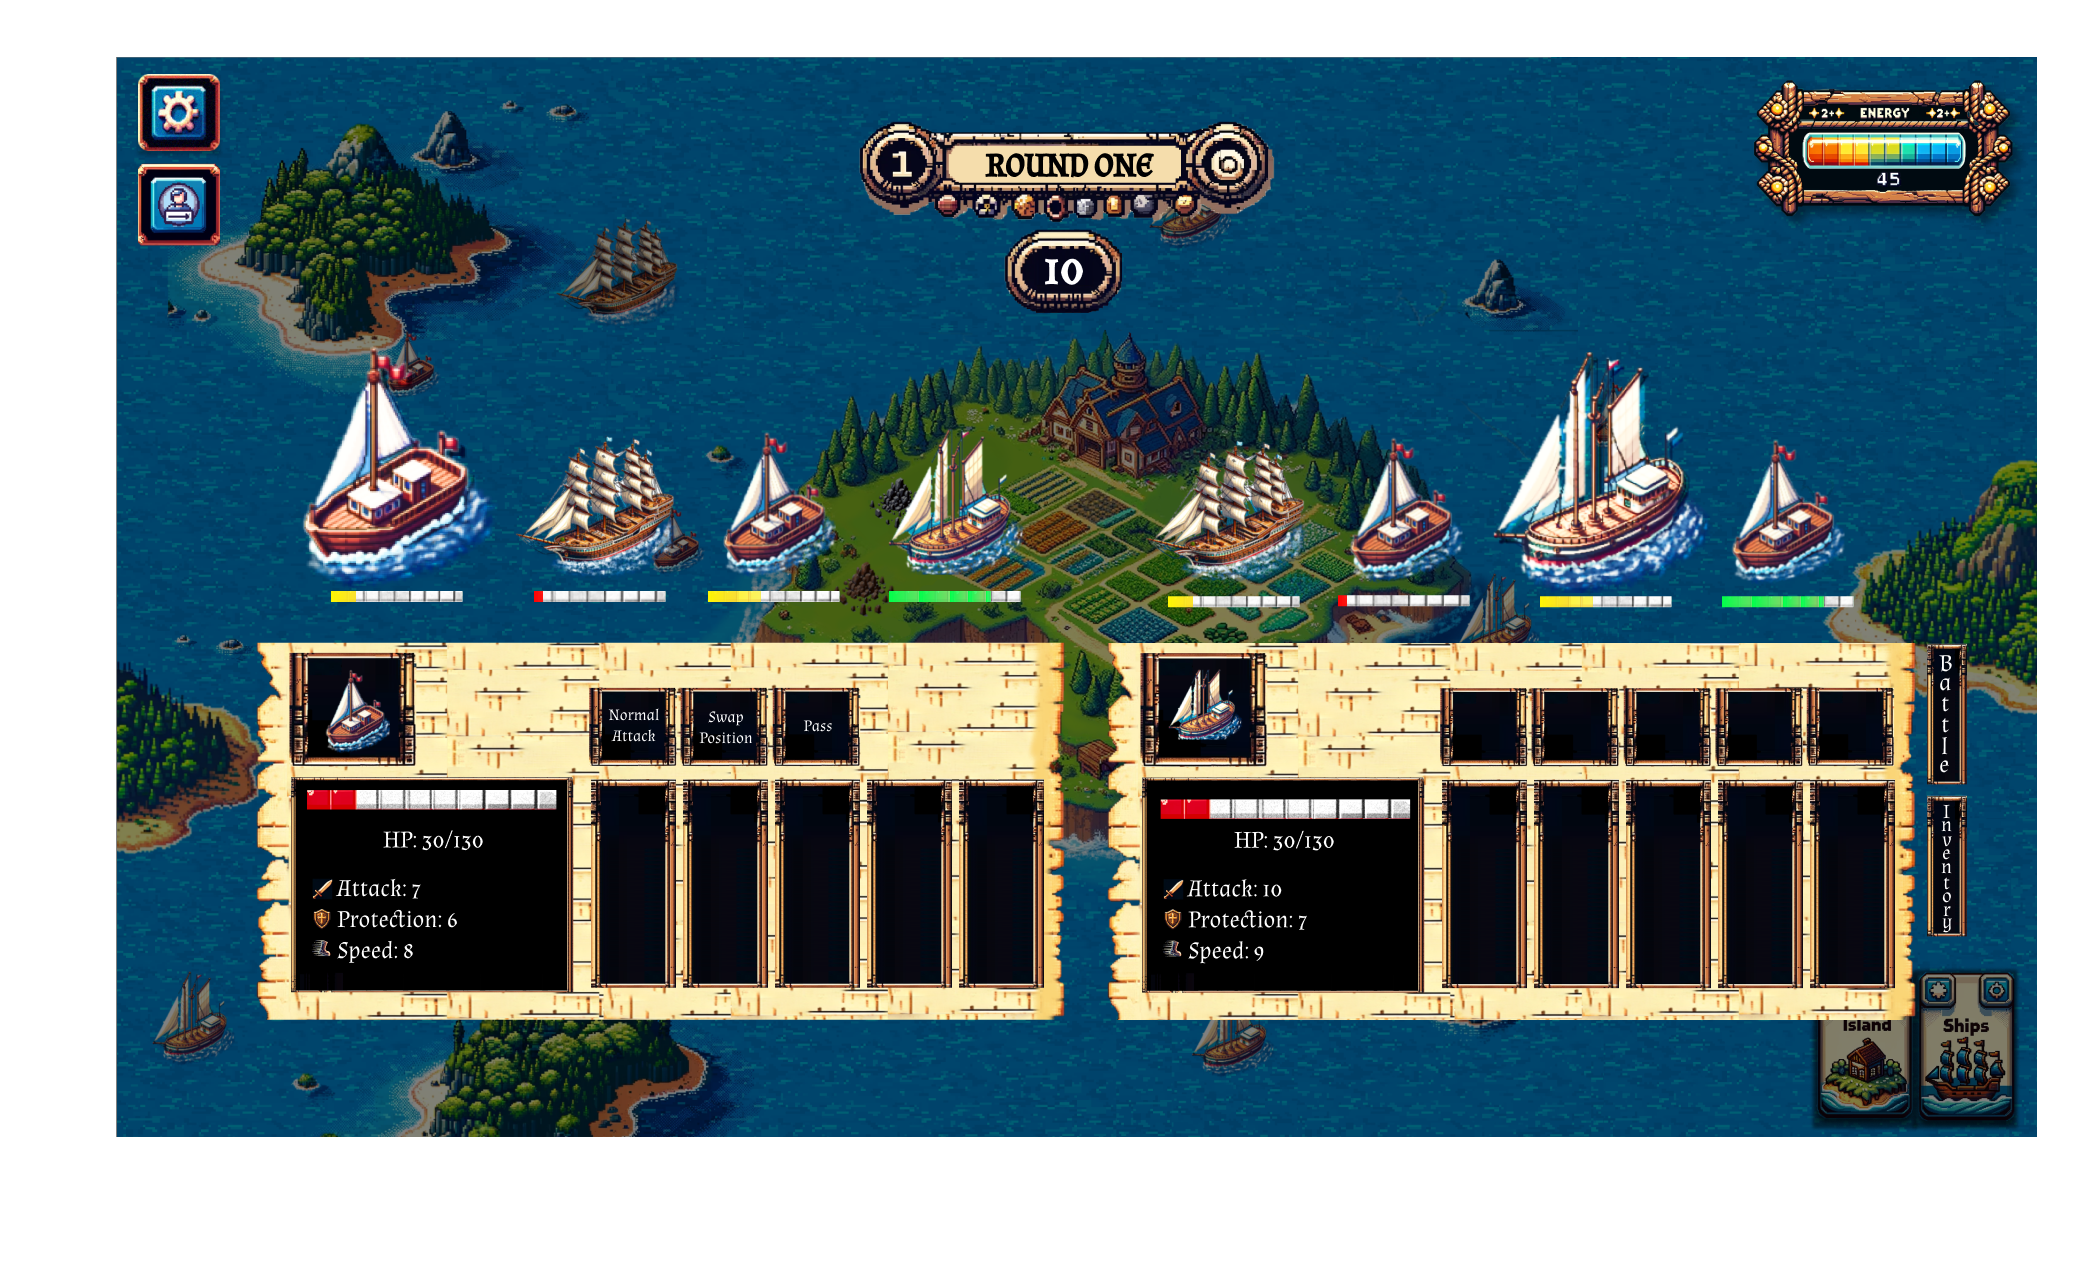 1
ROUND ONE
10
2+ ENERGY 2+
45
Normal
Attack
Swap
Position
Pass
HP: 30/130
Attack: 7
Protection: 6
Speed: 8
HP: 30/130
Attack: 10
Protection: 7
Speed: 9
Battle
Inventory
Island
Ships